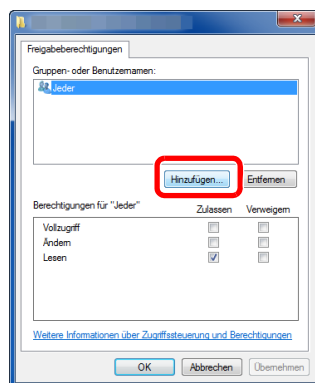 Freigabeberechtigungen
Gruppen- oder Benutzernamen:
Jeder
Hinzufügen... Entfernen
Berechtigungen für "Jeder" Zulassen Verweigern
Vollzugriff
Ändern
Lesen
Weitere Informationen über Zugriffssteuerung und Berechtigungen
OK Abbrechen Übernehmen